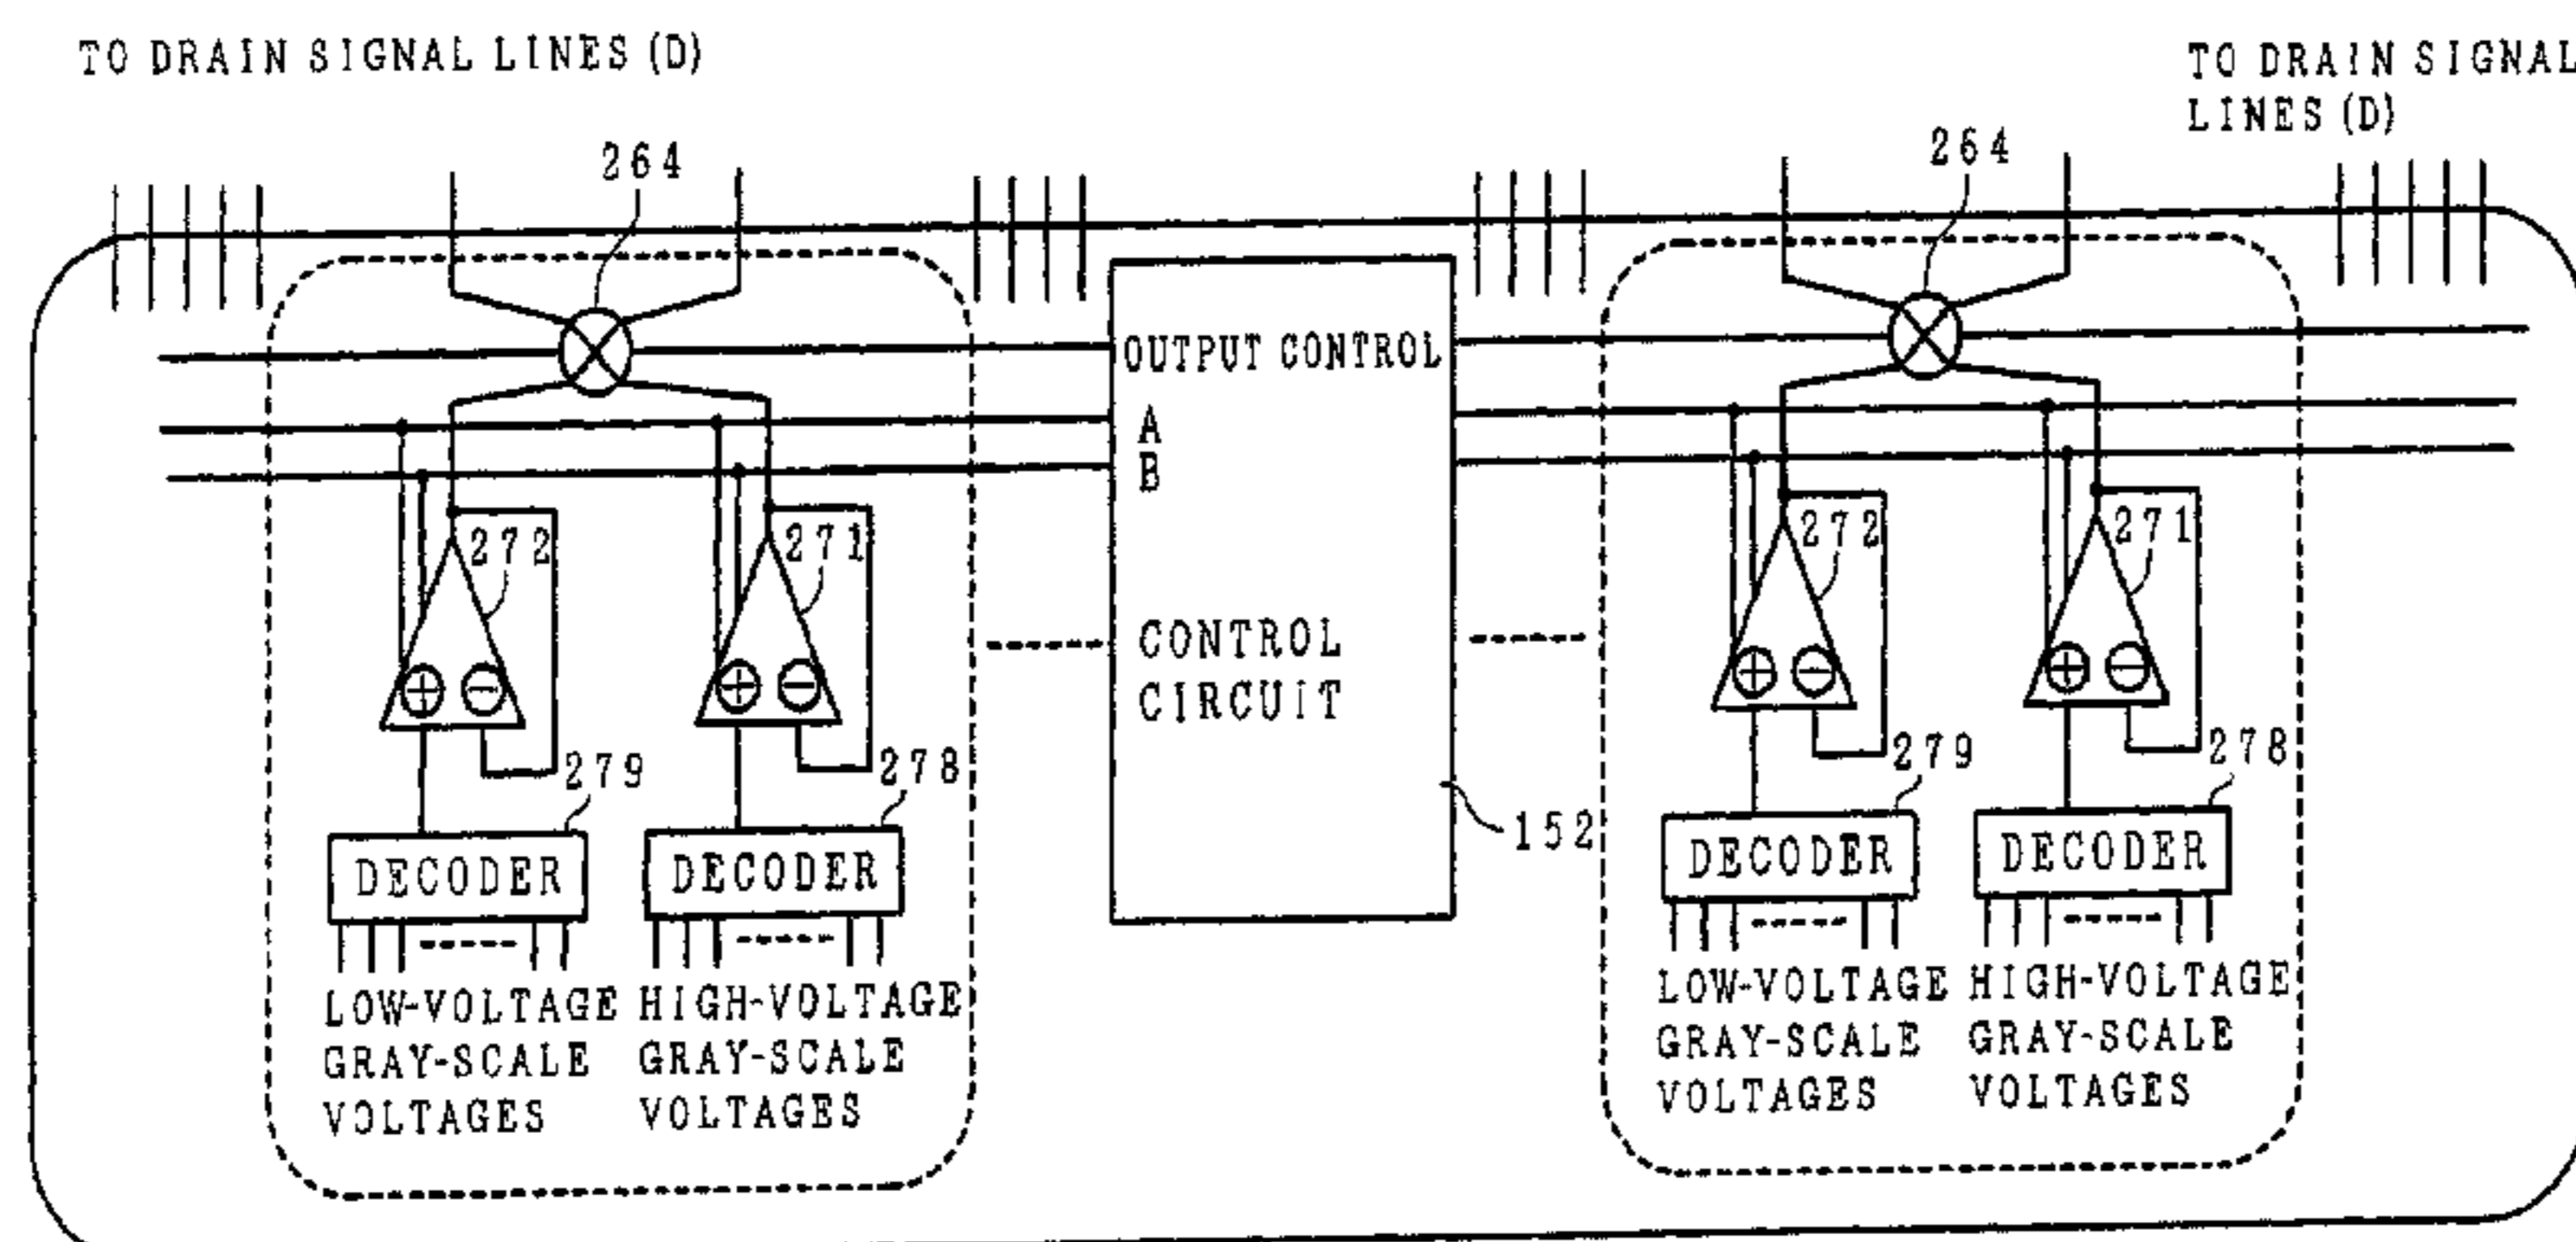 TO DRAIN SIGNAL LINES (D)
TO DRAIN SIGNAL
LINES (D)
264
264
OUTPUT CONTROL
A
B
272
271
272
271
CONTROL
CIRCUIT
279
278
152
279
278
DECODER
DECODER
DECODER
DECODER
LOW-VOLTAGE
GRAY-SCALE
VOLTAGES
HIGH-VOLTAGE
GRAY-SCALE
VOLTAGES
LOW-VOLTAGE
GRAY-SCALE
VOLTAGES
HIGH-VOLTAGE
GRAY-SCALE
VOLTAGES